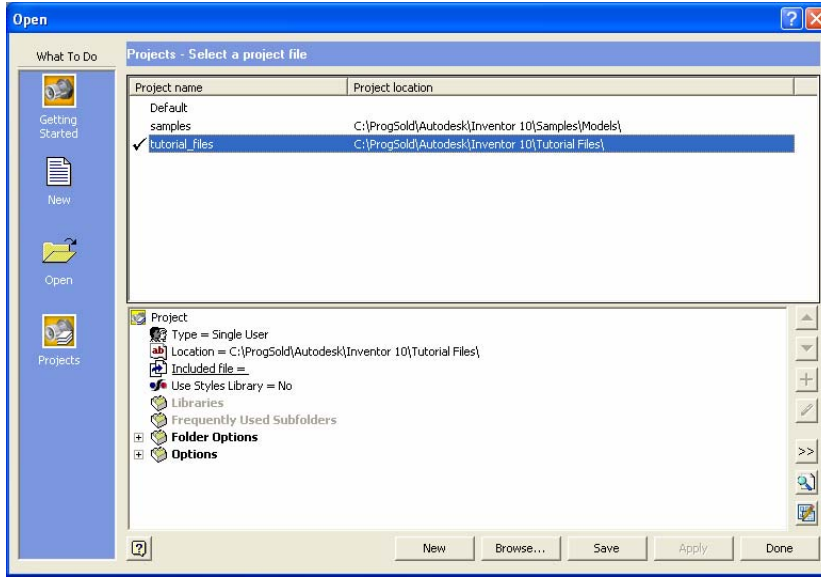 Open
What To Do
Projects - Select a project file
Getting
Started
New
Open
Projects
Project name Project location
Default
samples C:\ProgSold\Autodesk\Inventor 10\Samples\Models\
tutorial_files C:\ProgSold\Autodesk\Inventor 10\Tutorial Files\
Project
Type = Single User
Location = C:\ProgSold\Autodesk\Inventor 10\Tutorial Files\
Included file =
Use Styles Library = No
Libraries
Frequently Used Subfolders
Folder Options
Options
>>
New Browse... Save Apply Done